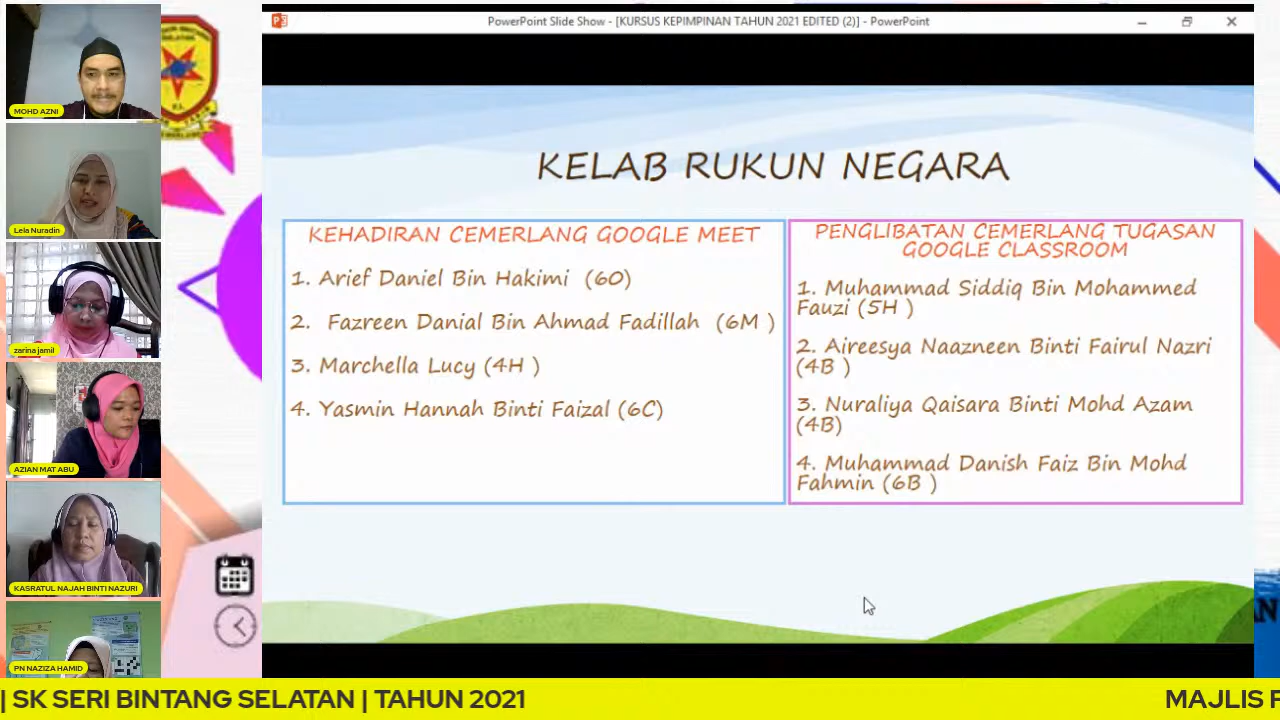 PowerPoint Slide Show - [KURSUS KEPIMPINAN TAHUN 2021 EDITED (2)] - PowerPoint
MOHD AZNI
Lela Nuradin
zarina jamil
AZIAN MAT ABU
KASRATUL NAJAH BINTI NAZURI
PN NAZIZA HAMID
KELAB RUKUN NEGARA
KEHADIRAN CEMERLANG GOOGLE MEET
1. Arief Daniel Bin Hakimi (6O)
2. Fazreen Danial Bin Ahmad Fadillah (6M )
3. Marchella Lucy (4H )
4. Yasmin Hannah Binti Faizal (6C)
PENGLIBATAN CEMERLANG TUGASAN
GOOGLE CLASSROOM
1. Muhammad Siddiq Bin Mohammed
Fauzi (5H )
2. Aireesya Naazneen Binti Fairul Nazri
(4B )
3. Nuraliya Qaisara Binti Mohd Azam
(4B)
4. Muhammad Danish Faiz Bin Mohd
Fahmin (6B )
| SK SERI BINTANG SELATAN | TAHUN 2021
MAJLIS P